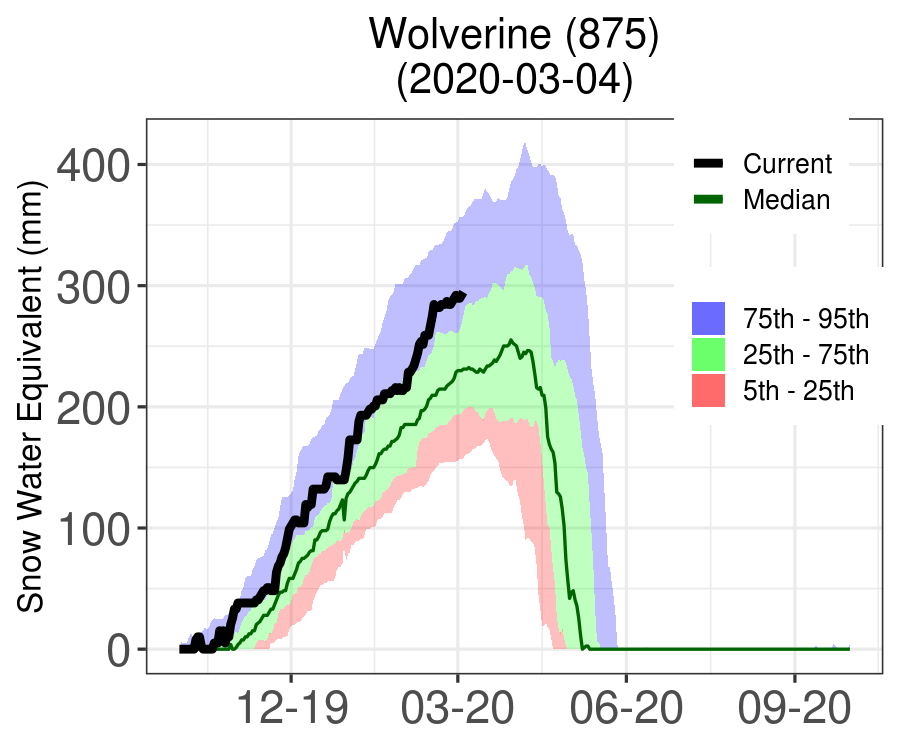 Wolverine (875)
(2020-03-04)
Snow Water Equivalent (mm)
400
300
200
100
0
12-19
03-20
06-20
09-20
Current
Median
75th - 95th
25th - 75th
5th - 25th